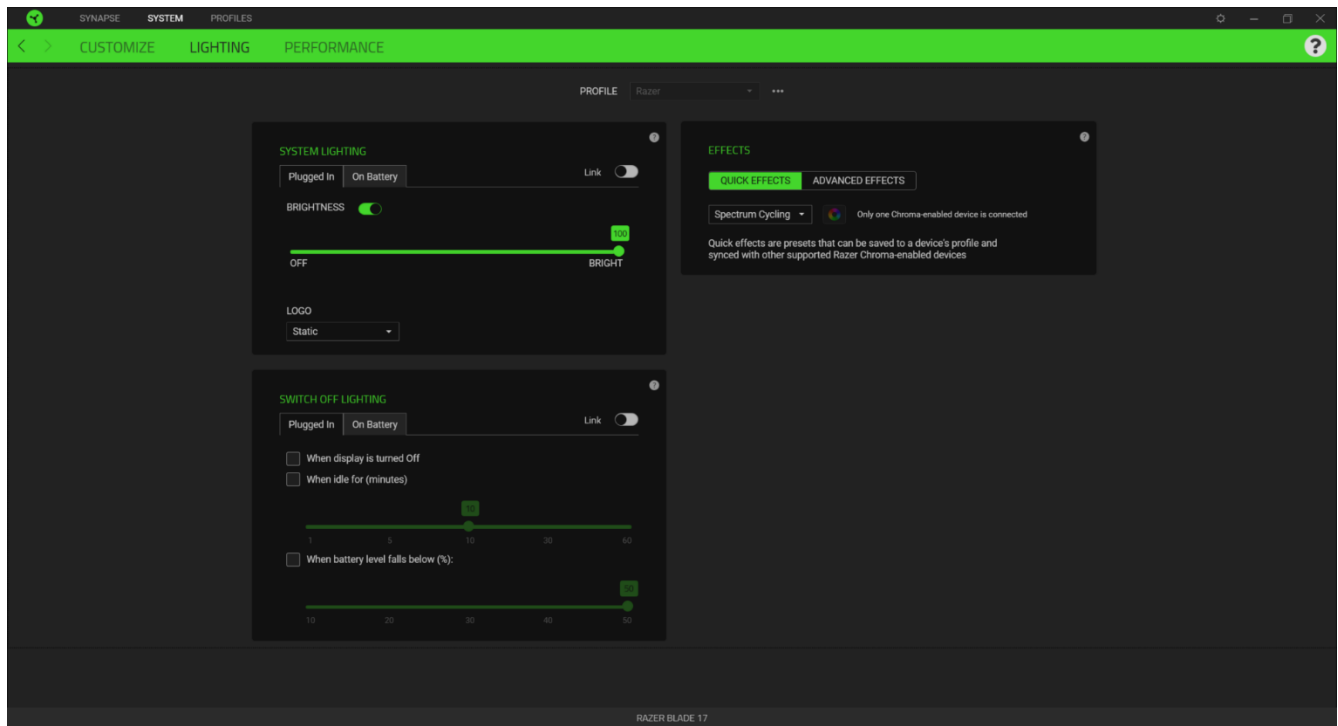 SYNAPSE SYSTEM PROFILES
CUSTOMIZE LIGHTING PERFORMANCE ?
PROFILE Razer
SYSTEM LIGHTING ?
Plugged In On Battery Link
BRIGHTNESS
100
OFF BRIGHT
LOGO
Static
SWITCH OFF LIGHTING ?
Plugged In On Battery Link
When display is turned Off
When idle for (minutes)
10
1 5 10 30 60
When battery level falls below (%):
50
10 20 30 40 50
EFFECTS ?
QUICK EFFECTS ADVANCED EFFECTS
Spectrum Cycling Only one Chroma-enabled device is connected
Quick effects are presets that can be saved to a device's profile and
synced with other supported Razer Chroma-enabled devices
RAZER BLADE 17